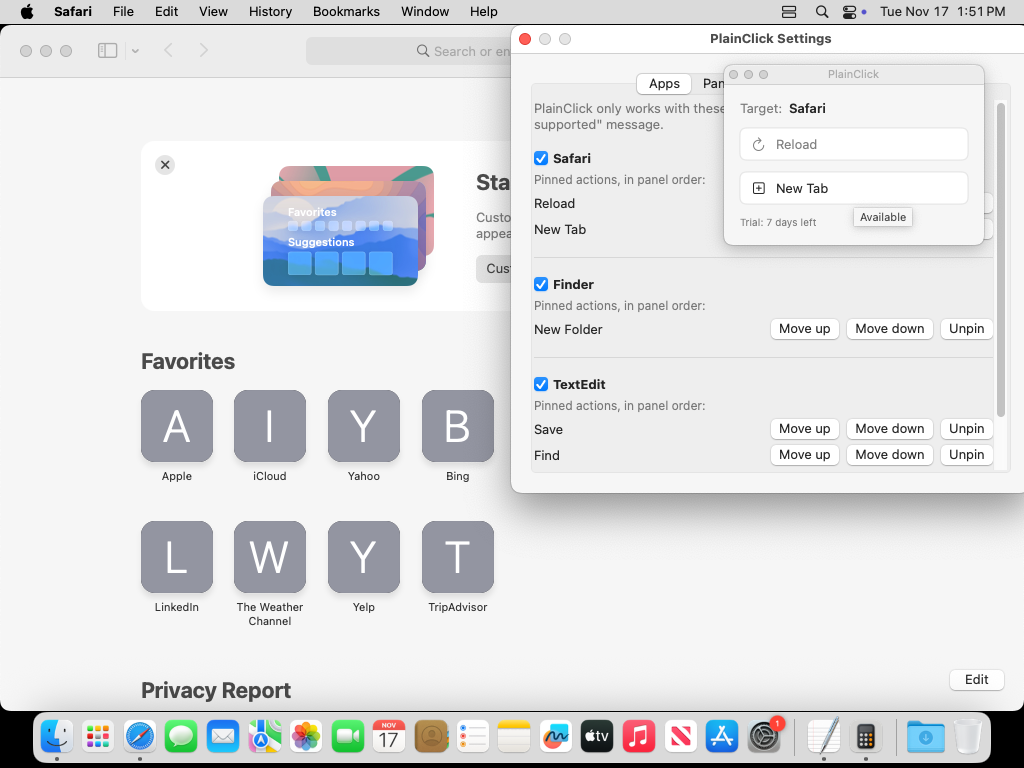 Safari File Edit View History Bookmarks Window Help Tue Nov 17 1:51 PM
Search or en
PlainClick Settings
Apps Pan
PlainClick only works with these
supported" message.
Safari
Pinned actions, in panel order:
Reload
New Tab
Finder
Pinned actions, in panel order:
New Folder Move up Move down Unpin
TextEdit
Pinned actions, in panel order:
Save Move up Move down Unpin
Find Move up Move down Unpin
PlainClick
Target: Safari
Reload
New Tab
Trial: 7 days left
Available
Favorites
Suggestions
Sta
Custo
appea
Cus
Favorites
A I Y B
Apple iCloud Yahoo Bing
L W Y T
LinkedIn The Weather Yelp TripAdvisor
Channel
Privacy Report
Edit
NOV
17
tv
1